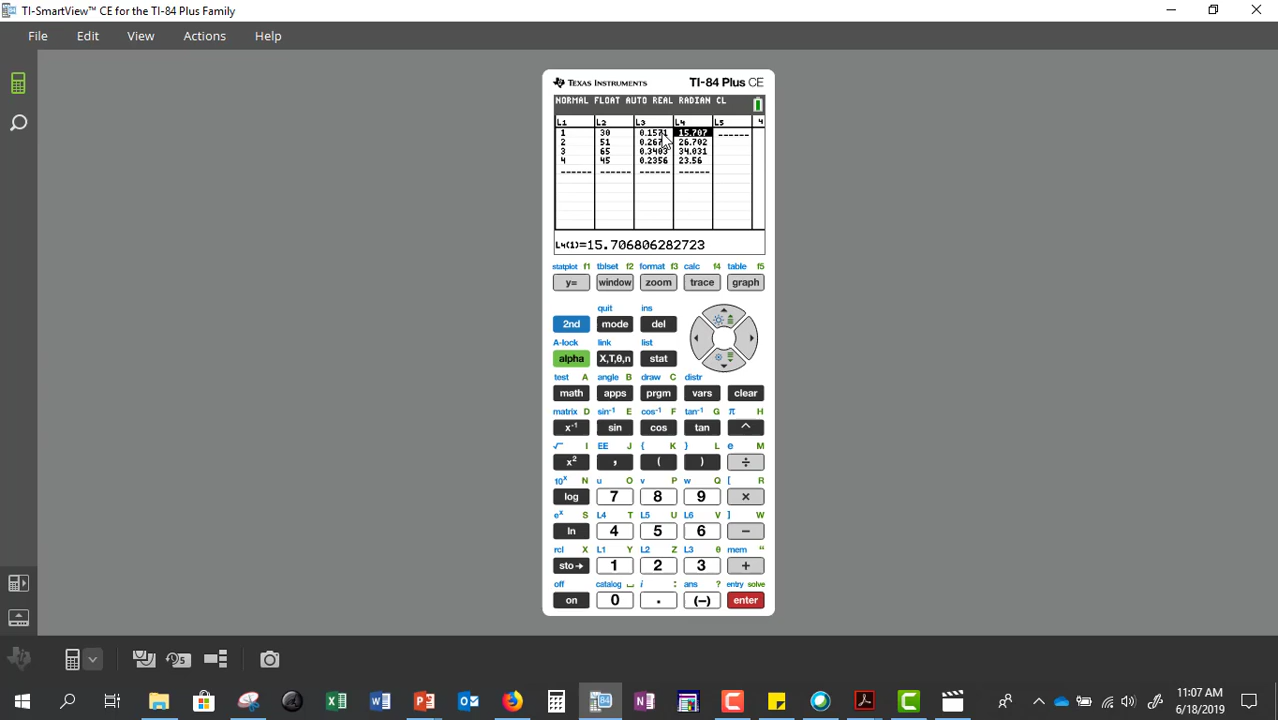 TI-SmartView™ CE for the TI-84 Plus Family
File Edit View Actions Help
TEXAS INSTRUMENTS TI-84 Plus CE
NORMAL FLOAT AUTO REAL RADIAN CL
L1 L2 L3 L4 L5 4
1 30 0.1571 15.707 ------
2 51 26.702
3 65 0.3403 34.031
4 45 0.2356 23.56
------ ------ ------ ------
L4(1)=15.706806282723
statplot f1 tblset f2 format f3 calc f4 table f5
y= window zoom trace graph
quit ins
2nd mode del
A-lock link list
alpha X,T,θ,n stat
test A angle B draw C distr
math apps prgm vars clear
matrix D sin⁻¹ E cos⁻¹ F tan⁻¹ G π H
x⁻¹ sin cos tan ^
√ I EE J { K } L e M
x² , ( ) ÷
10ˣ N u O v P w Q [ R
log 7 8 9 ×
eˣ S L4 T L5 U L6 V ] W
ln 4 5 6 −
rcl X L1 Y L2 Z L3 θ mem “
sto→ 1 2 3 +
off catalog ⎵ i : ans ? entry solve
on 0 . (−) enter
11:07 AM
6/18/2019